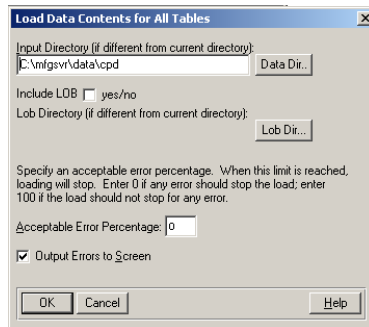 Load Data Contents for All Tables
Input Directory (if different from current directory):
C:\mfgsvr\data\cpd
Data Dir..
Include LOB yes/no
Lob Directory (if different from current directory):
Lob Dir...
Specify an acceptable error percentage. When this limit is reached,
loading will stop. Enter 0 if any error should stop the load; enter
100 if the load should not stop for any error.
Acceptable Error Percentage: 0
Output Errors to Screen
OK Cancel Help